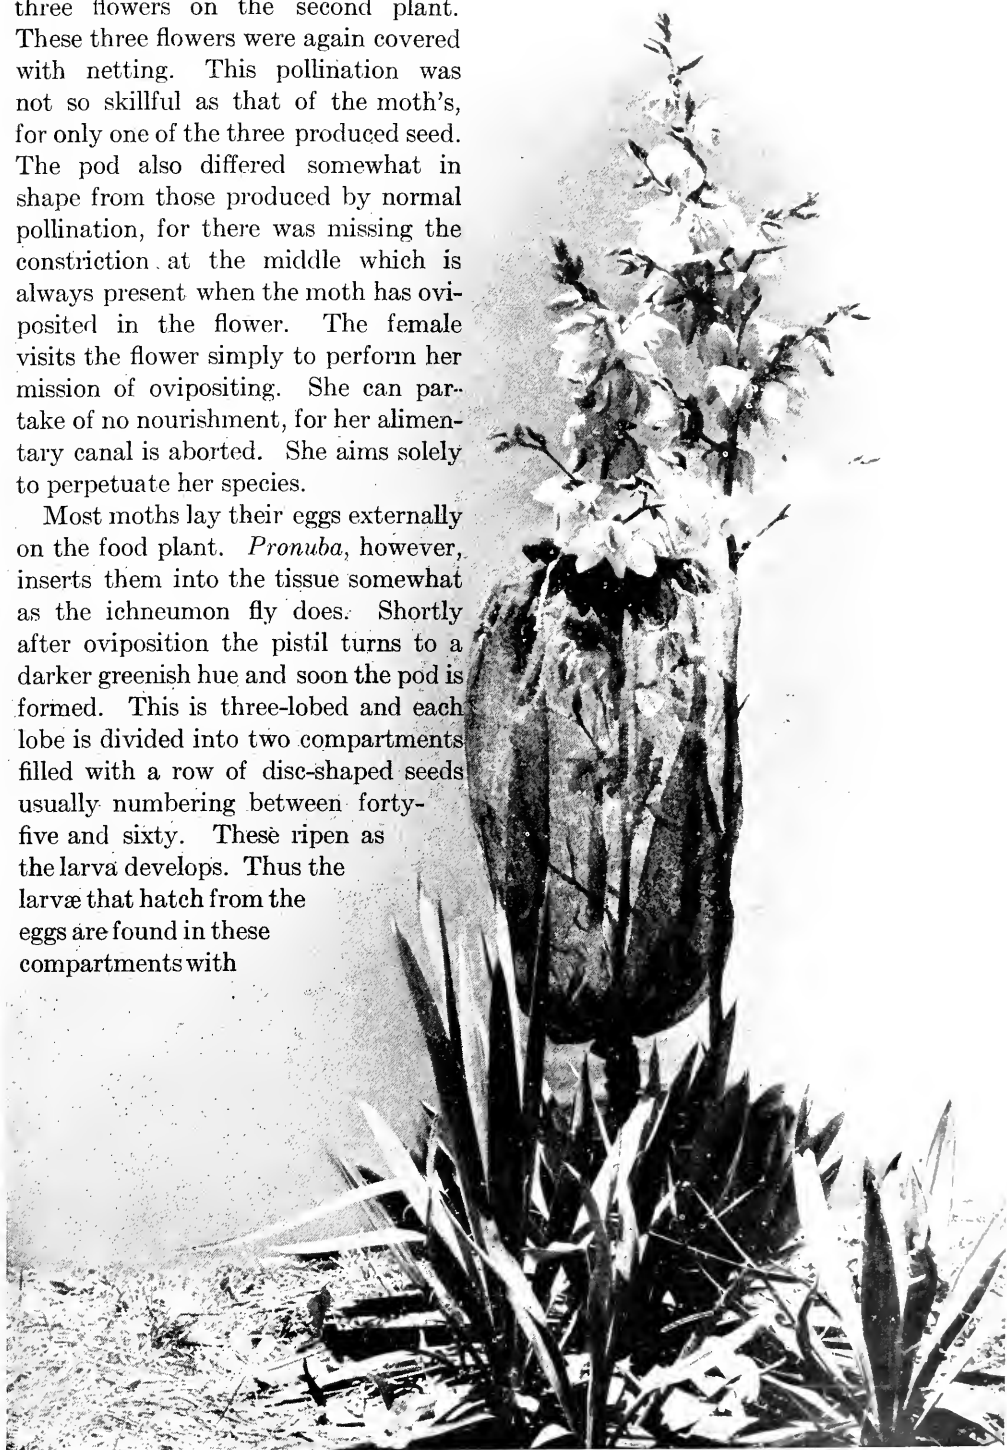 three flowers on the second plant.
These three flowers were again covered
with netting. This pollination was
not so skillful as that of the moth's,
for only one of the three produced seed.
The pod also differed somewhat in
shape from those produced by normal
pollination, for there was missing the
constriction at the middle which is
always present when the moth has ovi-
posited in the flower. The female
visits the flower simply to perform her
mission of ovipositing. She can par-
take of no nourishment, for her alimen-
tary canal is aborted. She aims solely
to perpetuate her species.
Most moths lay their eggs externally
on the food plant. Pronuba, however,
inserts them into the tissue somewhat
as the ichneumon fly does. Shortly
after oviposition the pistil turns to a
darker greenish hue and soon the pod is
formed. This is three-lobed and each
lobe is divided into two compartments
filled with a row of disc-shaped seeds
usually numbering between forty-
five and sixty. These ripen as
the larva develops. Thus the
larvæ that hatch from the
eggs are found in these
compartments with